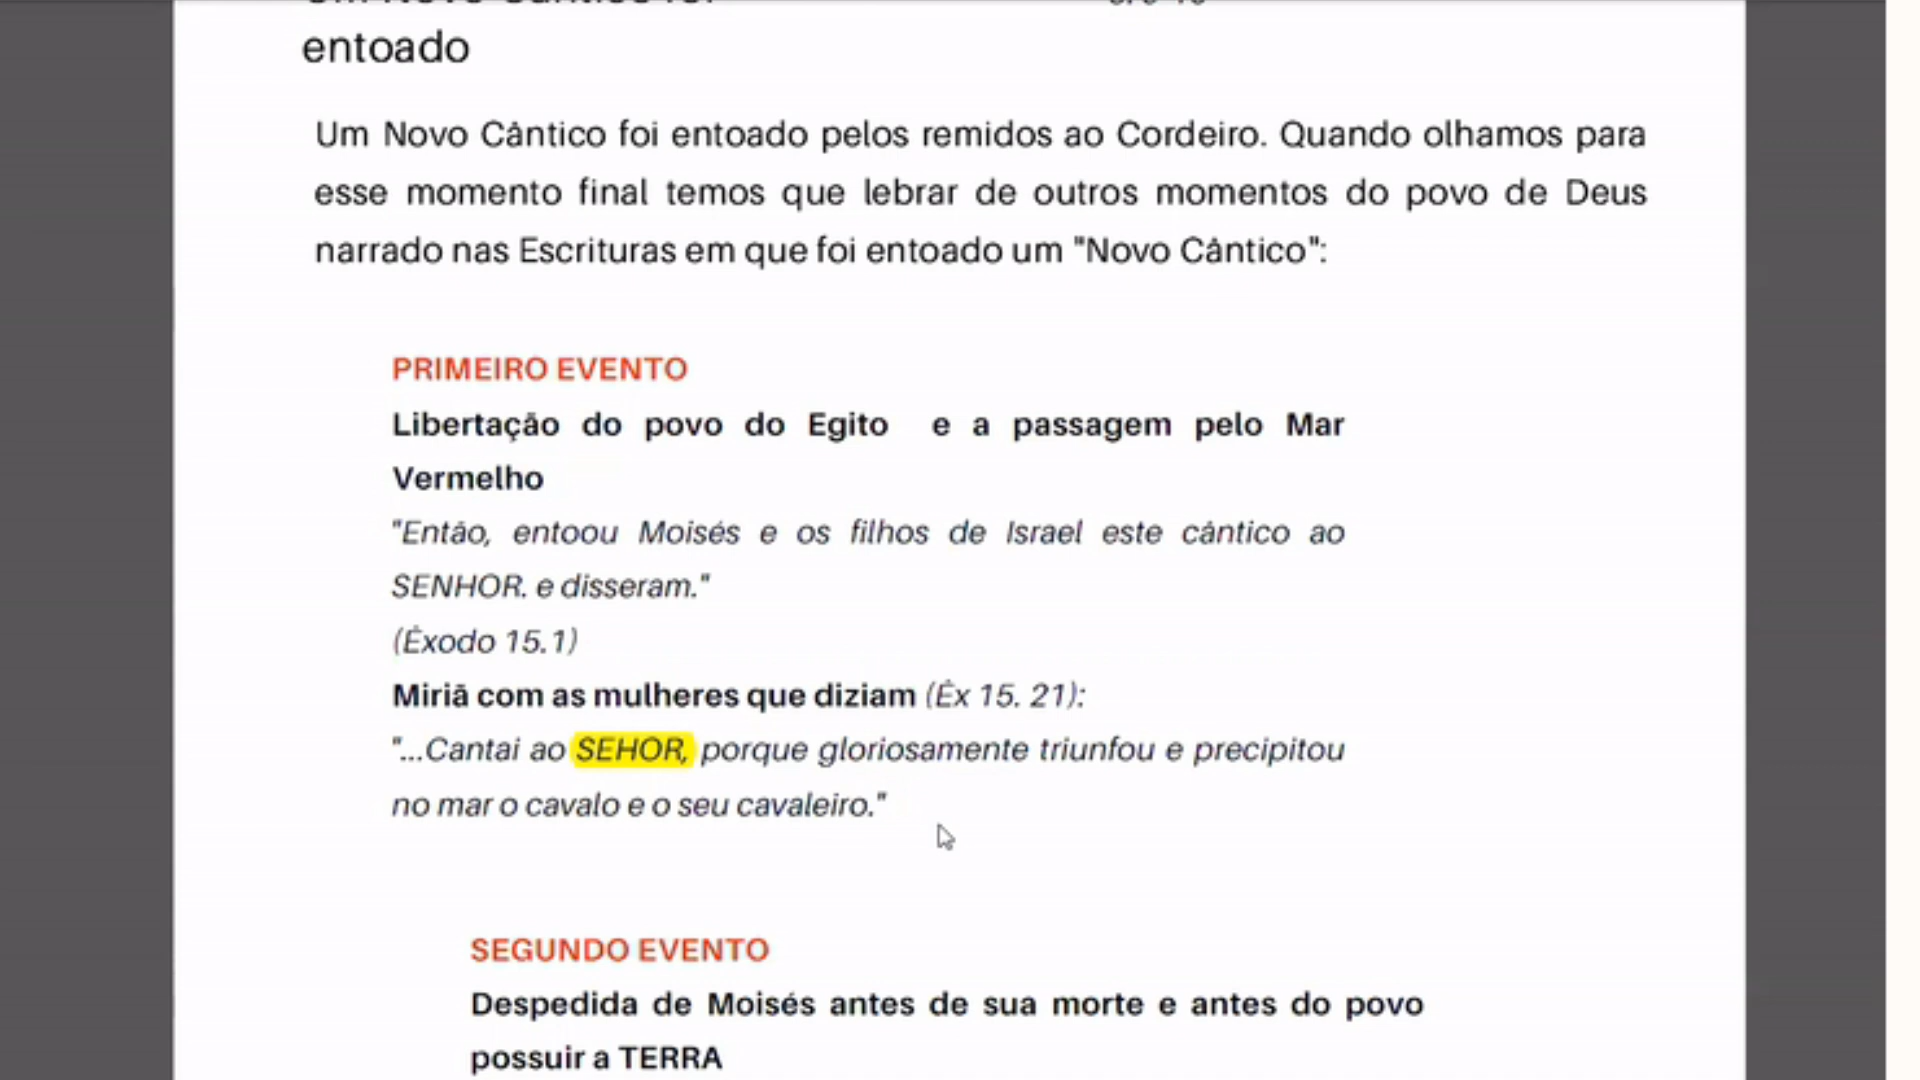 entoado
Um Novo Cântico foi entoado pelos remidos ao Cordeiro. Quando olhamos para
esse momento final temos que lebrar de outros momentos do povo de Deus
narrado nas Escrituras em que foi entoado um "Novo Cântico":
PRIMEIRO EVENTO
Libertação do povo do Egito e a passagem pelo Mar
Vermelho
"Então, entoou Moisés e os filhos de Israel este cântico ao
SENHOR. e disseram."
(Êxodo 15.1)
Miriã com as mulheres que diziam (Êx 15. 21):
"...Cantai ao SEHOR, porque gloriosamente triunfou e precipitou
no mar o cavalo e o seu cavaleiro."
SEGUNDO EVENTO
Despedida de Moisés antes de sua morte e antes do povo
possuir a TERRA